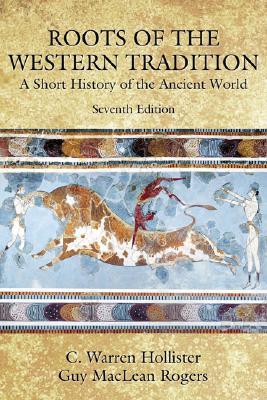 ROOTS OF THE
WESTERN TRADITION
A Short History of the Ancient World
Seventh Edition
C. Warren Hollister
Guy MacLean Rogers